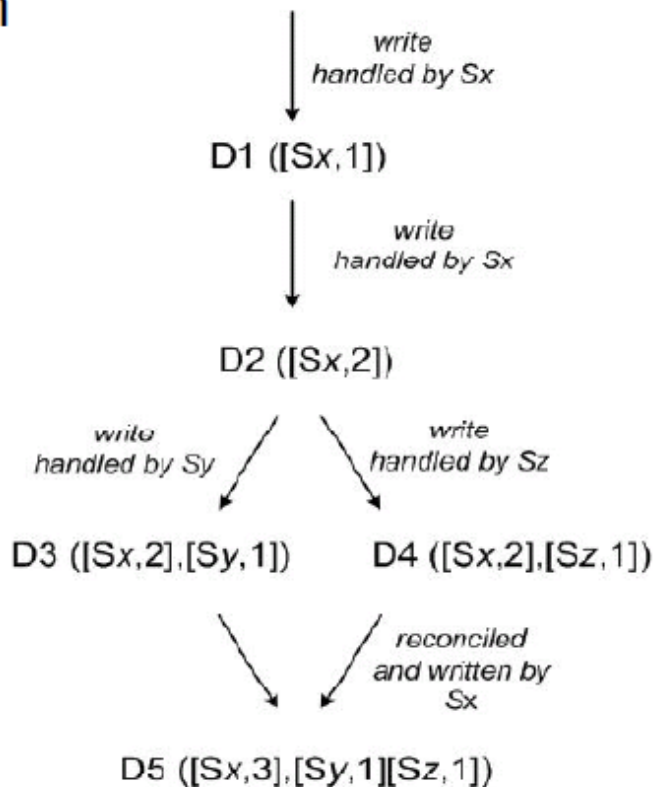 write
handled by Sx
D1 ([Sx,1])
write
handled by Sx
D2 ([Sx,2])
write
handled by Sy
write
handled by Sz
D3 ([Sx,2],[Sy,1])
D4 ([Sx,2],[Sz,1])
reconciled
and written by
Sx
D5 ([Sx,3],[Sy,1][Sz,1])